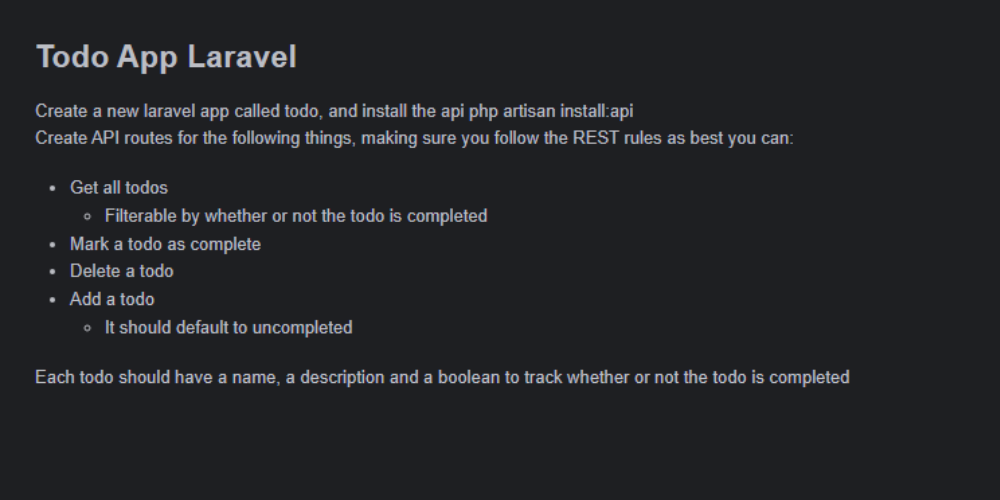 Todo App Laravel
Create a new laravel app called todo, and install the api php artisan install:api
Create API routes for the following things, making sure you follow the REST rules as best you can:
Get all todos
Filterable by whether or not the todo is completed
Mark a todo as complete
Delete a todo
Add a todo
It should default to uncompleted
Each todo should have a name, a description and a boolean to track whether or not the todo is completed